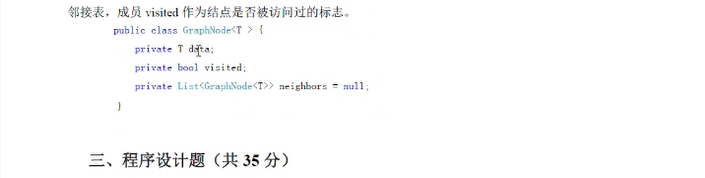 邻接表，成员 visited 作为结点是否被访问过的标志。
public class GraphNode<T > {
private T data;
private bool visited;
private List<GraphNode<T>> neighbors = null;
}
三、程序设计题（共 35 分）